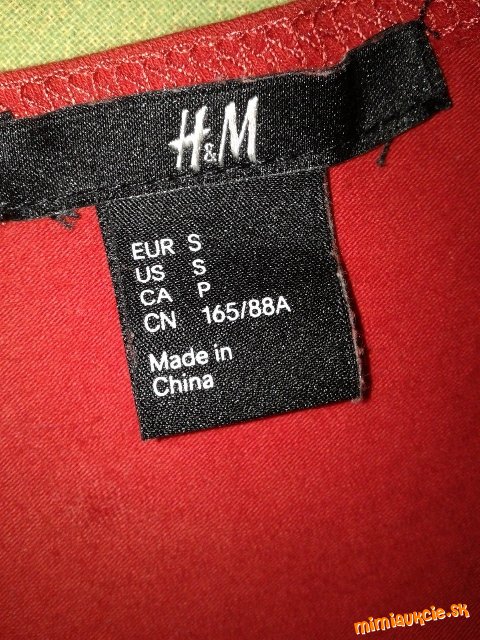 H&M
EUR S
US S
CA P
CN 165/88A
Made in
China
mimiaukcie.sk